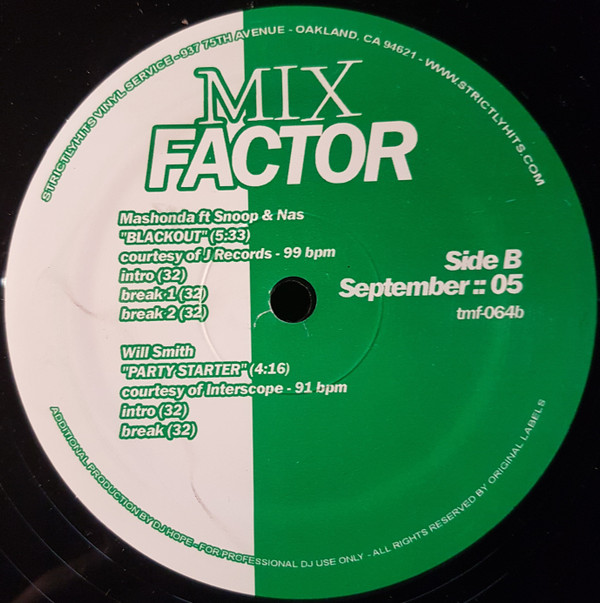 STRICTLYHITS VINYL SERVICE - 937 75TH AVENUE - OAKLAND, CA 94621 - WWW.STRICTLYHITS.COM
MIX
FACTOR
Mashonda ft Snoop & Nas
"BLACKOUT" (5:33)
courtesy of J Records - 99 bpm
intro (32)
break 1 (32)
break 2 (32)
Will Smith
"PARTY STARTER" (4:16)
courtesy of Interscope - 91 bpm
intro (32)
break (32)
Side B
September :: 05
tmf-064b
ADDITIONAL PRODUCTION BY DJ HOPE - FOR PROFESSIONAL DJ USE ONLY - ALL RIGHTS RESERVED BY ORIGINAL LABELS